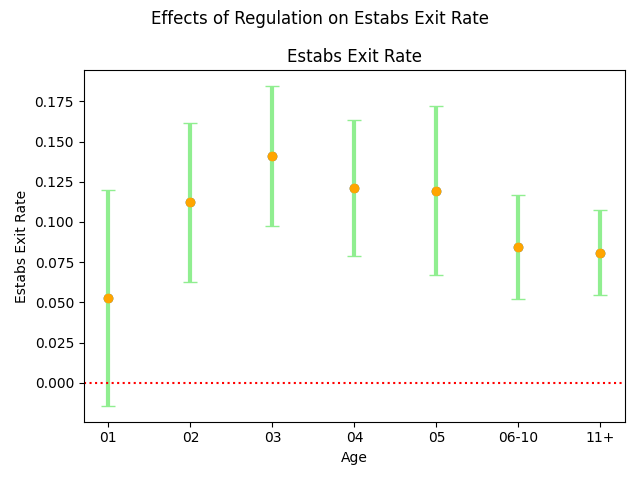 Effects of Regulation on Estabs Exit Rate
Estabs Exit Rate
Estabs Exit Rate
0.175
0.150
0.125
0.100
0.075
0.050
0.025
0.000
01 02 03 04 05 06-10 11+
Age